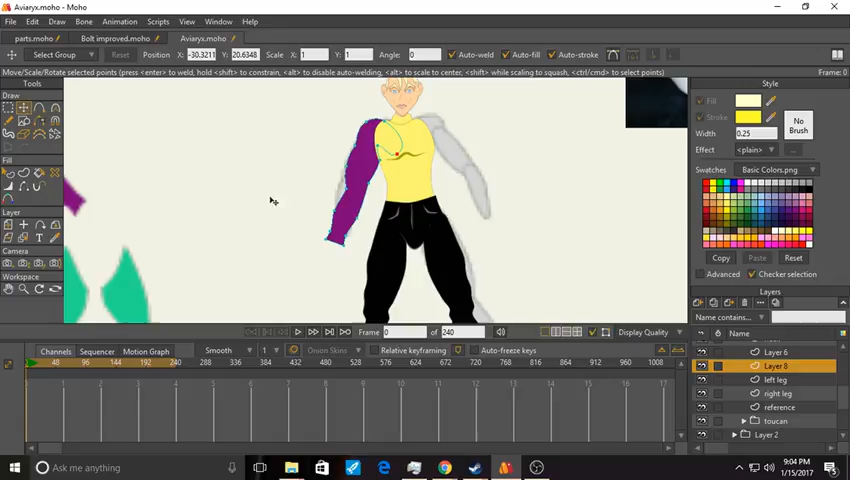 Aviaryx.moho - Moho
File Edit Draw Bones Animation Scripts View Window Help
parts.moho Bolt improved.moho Aviaryx.moho
Select Group Reset Position X -30.3211 Y 20.6348 Scale X 1 Y 1 Angle: 0 Auto-weld Auto-fill Auto-stroke
Move/Scale/Rotate selected points (press <enter> to weld, hold <shift> to constrain, <alt> to disable auto-welding, <alt> to scale to center, <shift> while scaling to squash, <ctrl/cmd> to select points) Frame: 0
Tools
Draw
Fill
Layer
Camera
Workspace
Style
Fill
Stroke
No
Brush
Width 0.25
Effect <plain>
Swatches Basic Colors.png
Copy Paste Reset
Advanced Checker selection
Layers
Name contains...
Name
Layer 6
Layer 8
left leg
right leg
reference
toucan
Layer 2
Frame 0 of 240 Display Quality
Channels Sequencer Motion Graph Smooth 1 Onion Skins Relative keyframing Auto-freeze keys
48 96 144 192 240 288 336 384 432 480 528 576 624 672 720 768 816 864 912 960 1008
1 2 3 4 5 6 7 8 9 10 11 12 13 14 15 16 17
Ask me anything
9:04 PM
1/15/2017